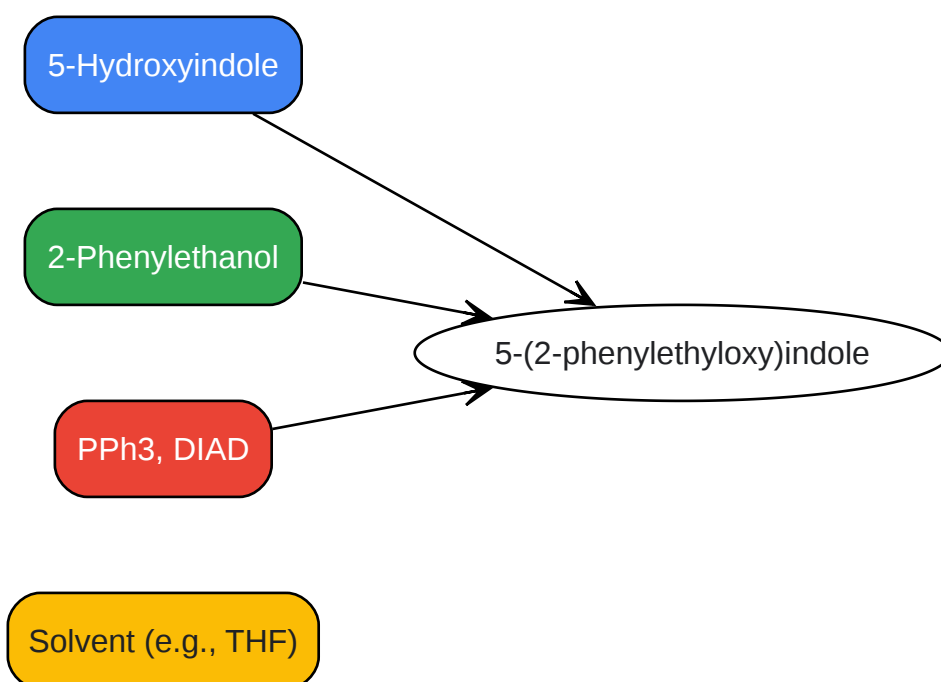 5-Hydroxyindole
2-Phenylethanol
5-(2-phenylethyloxy)indole
PPh3, DIAD
Solvent (e.g., THF)